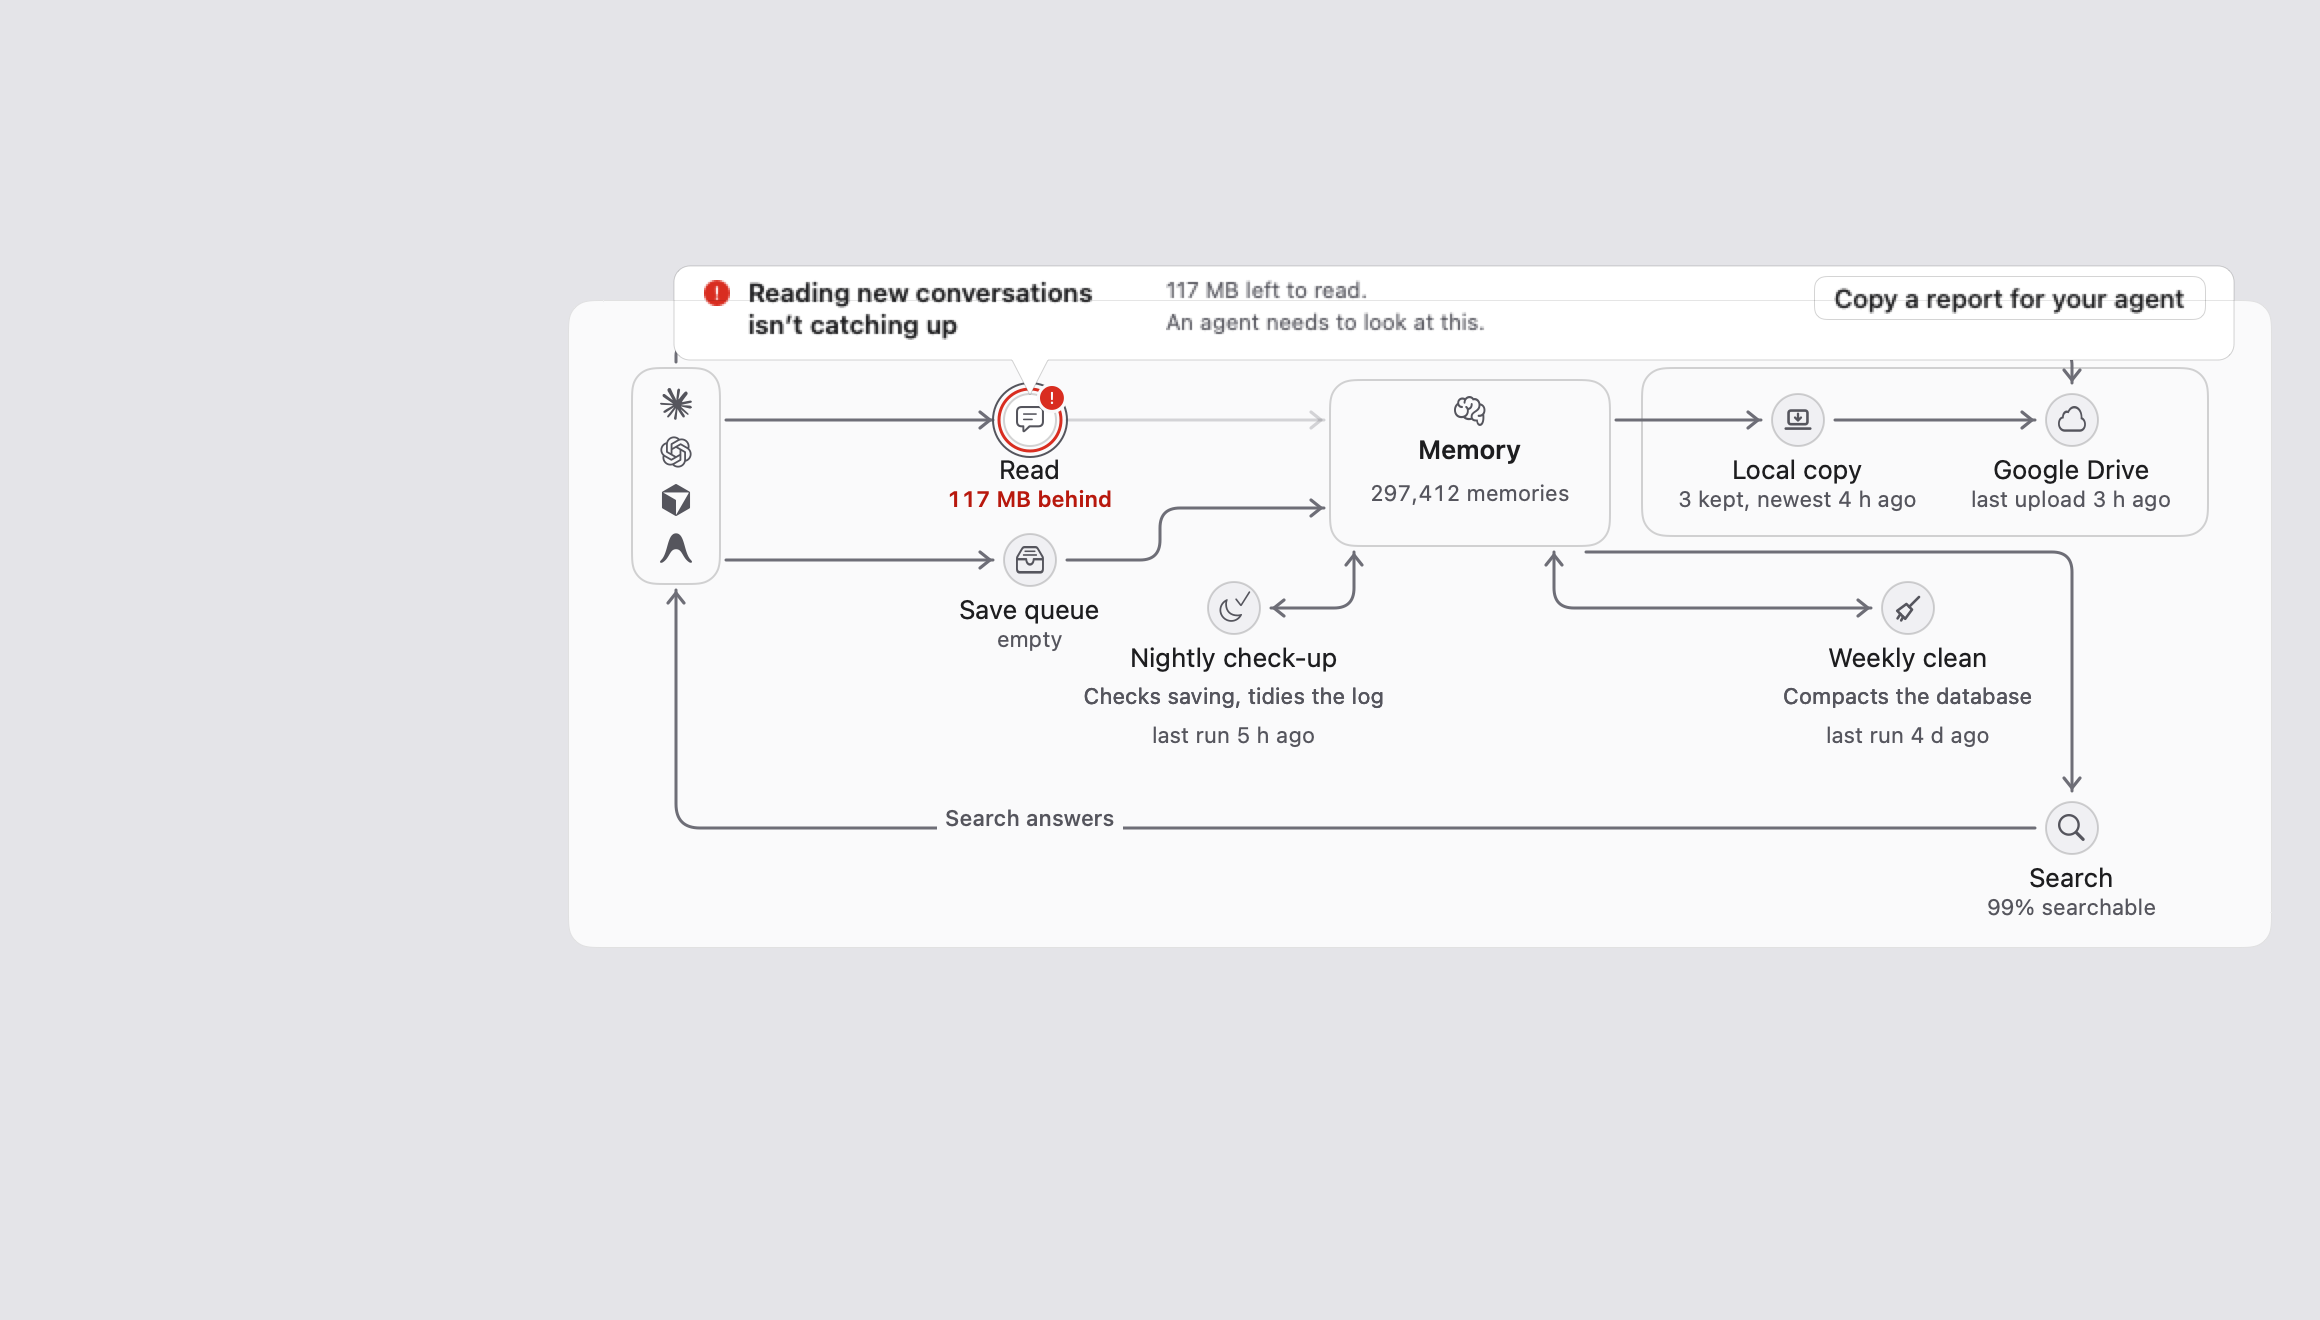 Reading new conversations
isn’t catching up
117 MB left to read.
An agent needs to look at this.
Copy a report for your agent
Read
117 MB behind
Memory
297,412 memories
Local copy
3 kept, newest 4 h ago
Google Drive
last upload 3 h ago
Save queue
empty
Nightly check-up
Checks saving, tidies the log
last run 5 h ago
Weekly clean
Compacts the database
last run 4 d ago
Search answers
Search
99% searchable